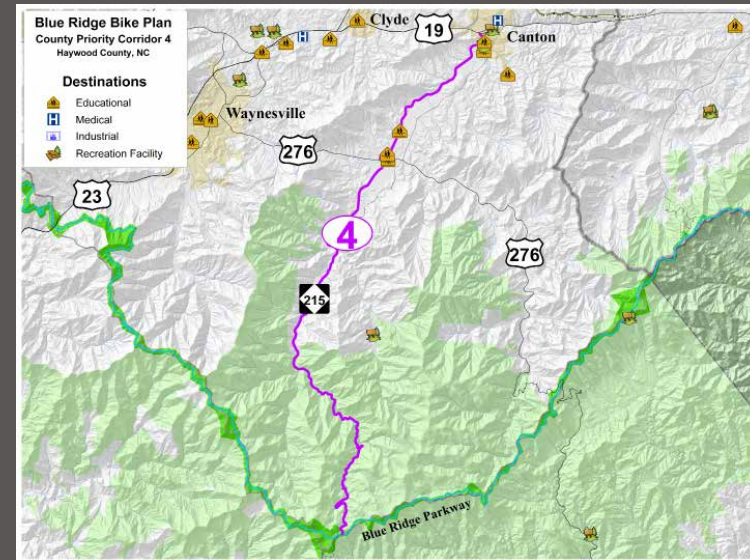 Blue Ridge Bike Plan
County Priority Corridor 4
Haywood County, NC
Destinations
Educational
H Medical
Industrial
Recreation Facility
Clyde
19
H
H
Canton
Waynesville
276
23
4
276
215
Blue Ridge Parkway